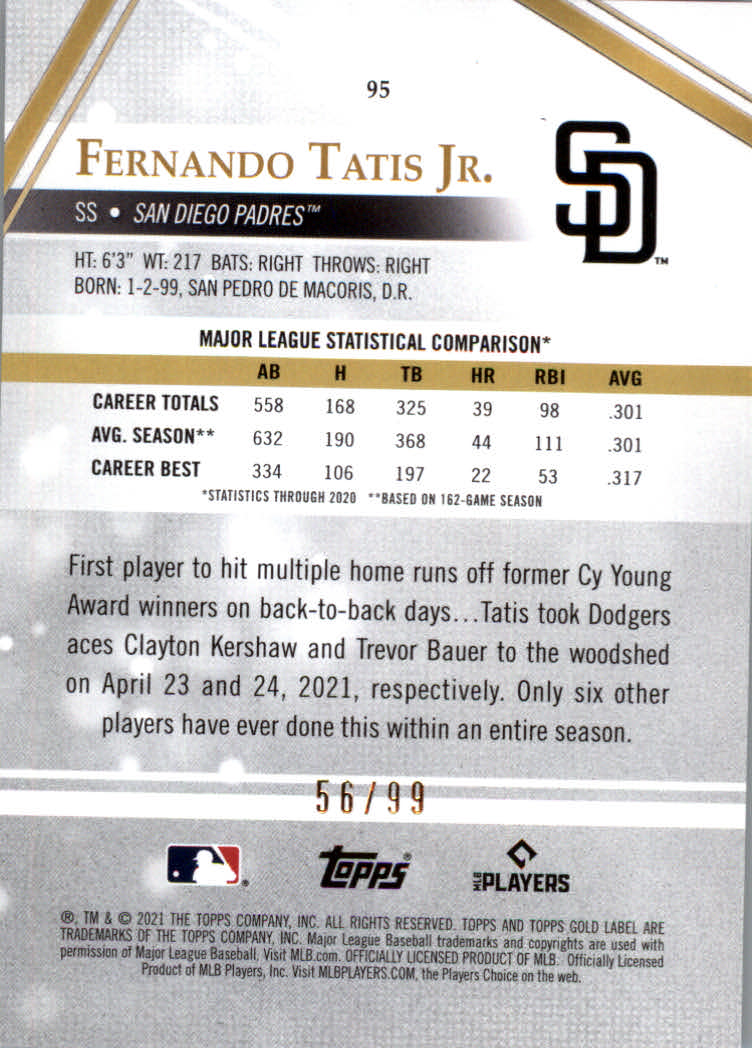 95
FERNANDO TATIS JR.
SD™
SS • SAN DIEGO PADRES™
HT: 6'3" WT: 217 BATS: RIGHT THROWS: RIGHT
BORN: 1-2-99, SAN PEDRO DE MACORIS, D.R.
MAJOR LEAGUE STATISTICAL COMPARISON*
AB H TB HR RBI AVG
CAREER TOTALS 558 168 325 39 98 .301
AVG. SEASON** 632 190 368 44 111 .301
CAREER BEST 334 106 197 22 53 .317
*STATISTICS THROUGH 2020 **BASED ON 162-GAME SEASON
First player to hit multiple home runs off former Cy Young
Award winners on back-to-back days...Tatis took Dodgers
aces Clayton Kershaw and Trevor Bauer to the woodshed
on April 23 and 24, 2021, respectively. Only six other
players have ever done this within an entire season.
56/99
®
Topps®
MLB PLAYERS
®, TM & © 2021 THE TOPPS COMPANY, INC. ALL RIGHTS RESERVED. TOPPS AND TOPPS GOLD LABEL ARE
TRADEMARKS OF THE TOPPS COMPANY, INC. Major League Baseball trademarks and copyrights are used with
permission of Major League Baseball. Visit MLB.com. OFFICIALLY LICENSED PRODUCT OF MLB. Officially Licensed
Product of MLB Players, Inc. Visit MLBPLAYERS.COM, the Players Choice on the web.